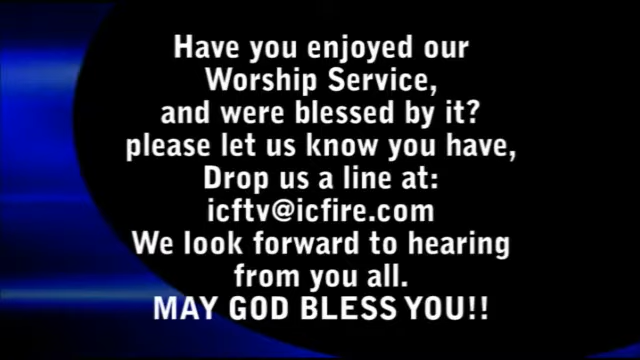 Have you enjoyed our
Worship Service,
and were blessed by it?
please let us know you have,
Drop us a line at:
icftv@icfire.com
We look forward to hearing
from you all.
MAY GOD BLESS YOU!!